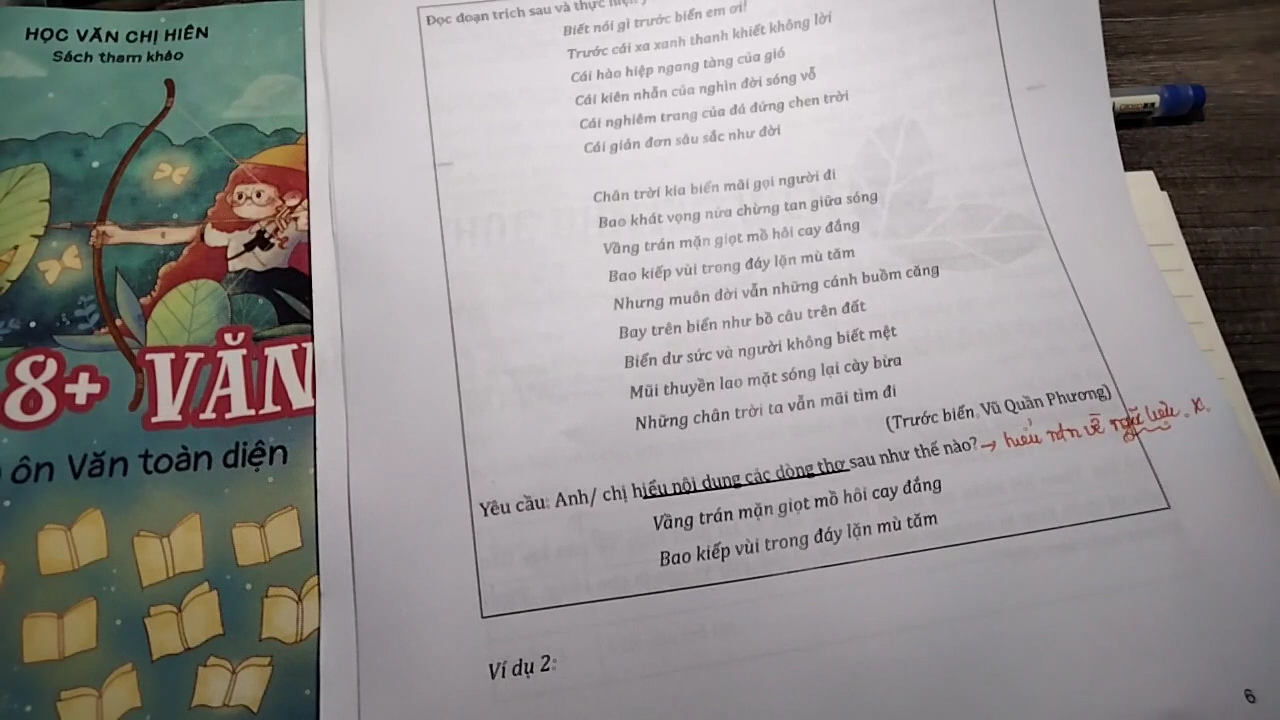 HỌC VĂN CHỊ HIÊN
Sách tham khảo
8+ VĂN
ôn Văn toàn diện
Đọc đoạn trích sau và thực hiện
Biết nói gì trước biển em ơi!
Trước cái xa xanh thanh khiết không lời
Cái hào hiệp ngang tàng của gió
Cái kiên nhẫn của nghìn đời sóng vỗ
Cái nghiêm trang của đá đứng chen trời
Cái giản đơn sâu sắc như đời
Chân trời kia biển mãi gọi người đi
Bao khát vọng nửa chừng tan giữa sóng
Vầng trán mặn giọt mồ hôi cay đắng
Bao kiếp vùi trong đáy lặn mù tăm
Nhưng muôn đời vẫn những cánh buồm căng
Bay trên biển như bồ câu trên đất
Biển dư sức và người không biết mệt
Mũi thuyền lao mặt sóng lại cày bừa
Những chân trời ta vẫn mãi tìm đi
(Trước biển, Vũ Quần Phương)
Yêu cầu: Anh/ chị hiểu nội dung các dòng thơ sau như thế nào? → hiểu vb về ngữ liệu.
Vầng trán mặn giọt mồ hôi cay đắng
Bao kiếp vùi trong đáy lặn mù tăm
Ví dụ 2:
6